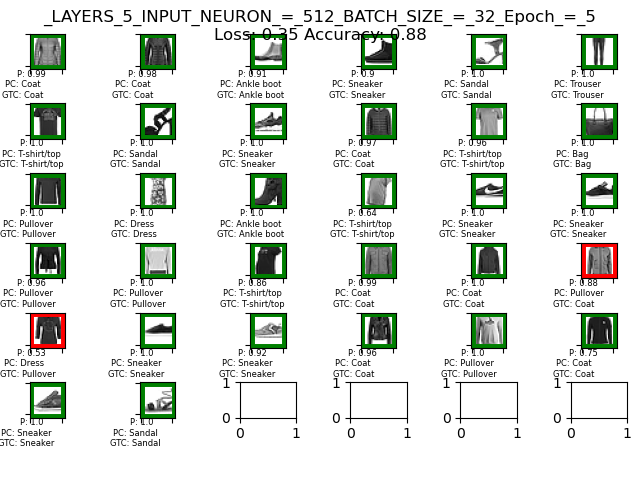 _LAYERS_5_INPUT_NEURON_=_512_BATCH_SIZE_=_32_Epoch_=_5
Loss: 0.35 Accuracy: 0.88
P: 0.99 P: 0.98 P: 0.91 P: 0.9 P: 1.0 P: 1.0
PC: Coat PC: Coat PC: Ankle boot PC: Sneaker PC: Sandal PC: Trouser
GTC: Coat GTC: Coat GTC: Ankle boot GTC: Sneaker GTC: Sandal GTC: Trouser
P: 1.0 P: 1.0 P: 1.0 P: 0.97 P: 0.96 P: 1.0
PC: T-shirt/top PC: Sandal PC: Sneaker PC: Coat PC: T-shirt/top PC: Bag
GTC: T-shirt/top GTC: Sandal GTC: Sneaker GTC: Coat GTC: T-shirt/top GTC: Bag
P: 1.0 P: 1.0 P: 1.0 P: 0.64 P: 1.0 P: 1.0
PC: Pullover PC: Dress PC: Ankle boot PC: T-shirt/top PC: Sneaker PC: Sneaker
GTC: Pullover GTC: Dress GTC: Ankle boot GTC: T-shirt/top GTC: Sneaker GTC: Sneaker
P: 0.96 P: 1.0 P: 0.86 P: 0.99 P: 1.0 P: 0.88
PC: Pullover PC: Pullover PC: T-shirt/top PC: Coat PC: Coat PC: Pullover
GTC: Pullover GTC: Pullover GTC: T-shirt/top GTC: Coat GTC: Coat GTC: Coat
P: 0.53 P: 1.0 P: 0.92 P: 0.96 P: 1.0 P: 0.75
PC: Dress PC: Sneaker PC: Sneaker PC: Coat PC: Pullover PC: Coat
GTC: Pullover GTC: Sneaker GTC: Sneaker GTC: Coat GTC: Pullover GTC: Coat
1 1 1 1
0 0 0 0
P: 1.0 P: 1.0
PC: Sneaker PC: Sandal 0 1 0 1 0 1 0 1
GTC: Sneaker GTC: Sandal